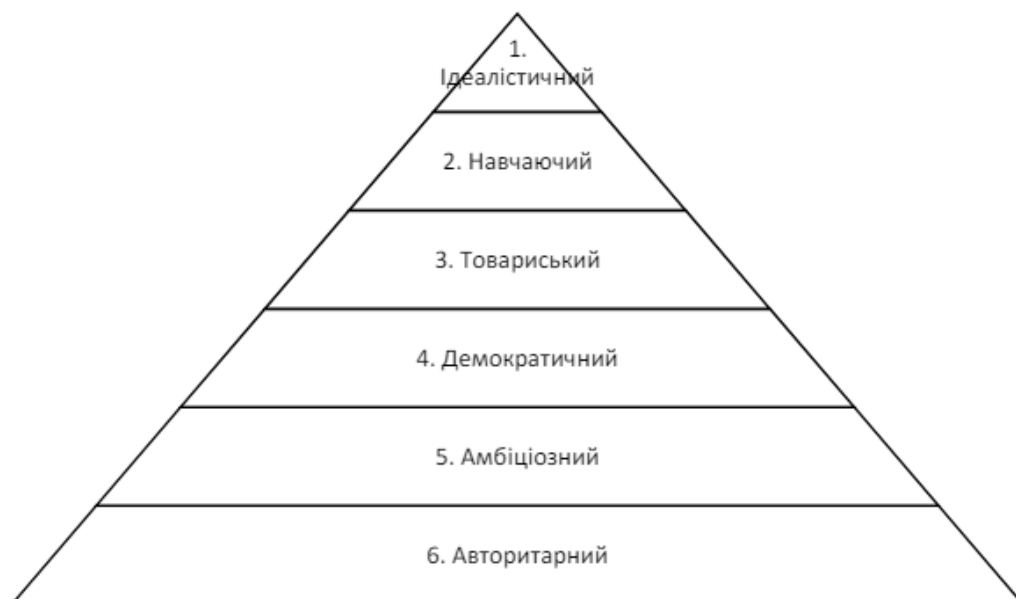 1.
Ідеалістичний
2. Навчаючий
3. Товариський
4. Демократичний
5. Амбіціозний
6. Авторитарний